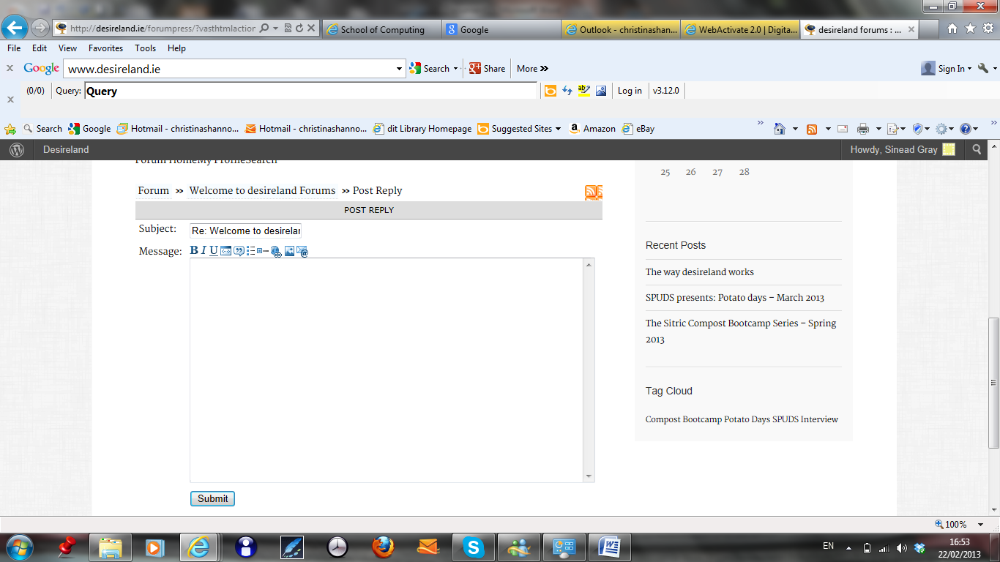 http://desireland.ie/forumpress/?vasthtmlaction
School of Computing
Google
Outlook - christinashan...
WebActivate 2.0 | Digita...
desireland forums : ...
File Edit View Favorites Tools Help
Google www.desireland.ie Search Share More Sign In
(0/0) Query: Query Log in v3.12.0
Search Google Hotmail - christinashanno... Hotmail - christinashanno... dit Library Homepage Suggested Sites Amazon eBay
Desireland Howdy, Sinead Gray
Forum HomeMy ProfileSearch
25 26 27 28
Forum » Welcome to desireland Forums » Post Reply
POST REPLY
Subject: Re: Welcome to desirelan
Message: B I U
Recent Posts
The way desireland works
SPUDS presents: Potato days – March 2013
The Sitric Compost Bootcamp Series – Spring
2013
Tag Cloud
Compost Bootcamp Potato Days SPUDS Interview
Submit
100%
EN
16:53
22/02/2013